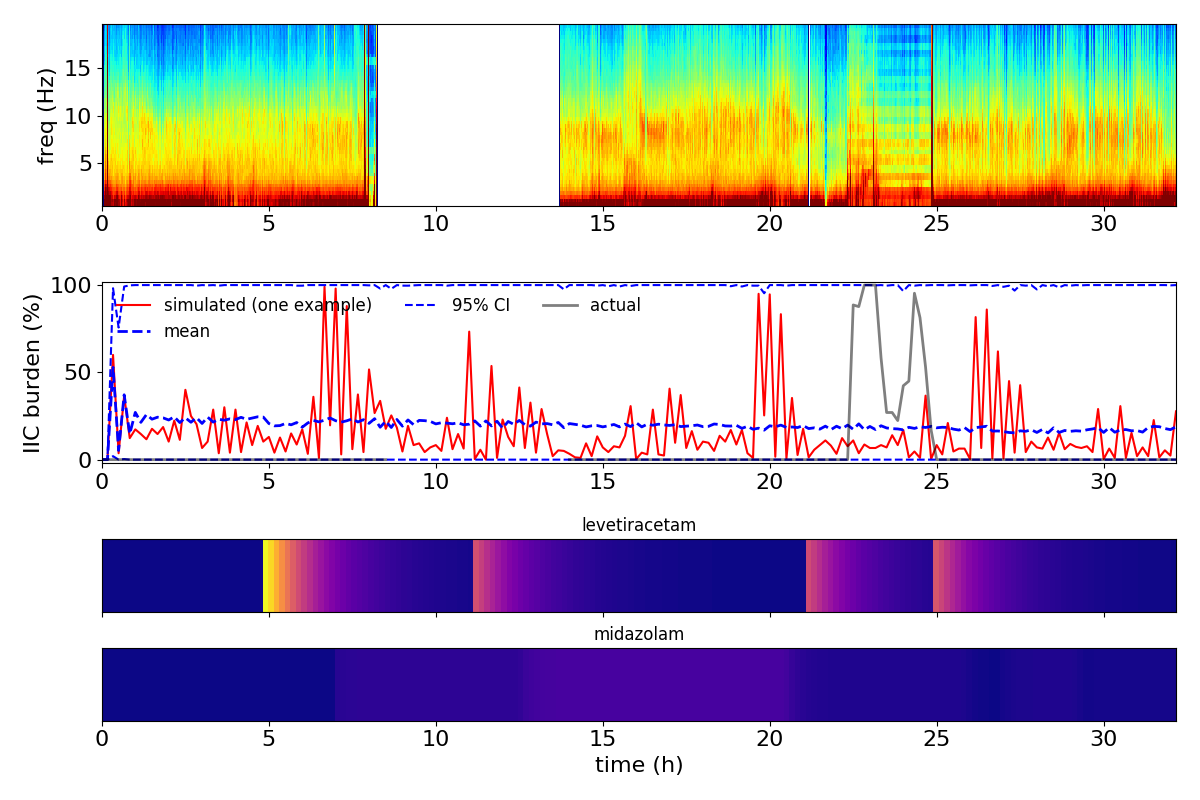 freq (Hz)
15
10
5
0 5 10 15 20 25 30
IIC burden (%)
100
50
0
simulated (one example) 95% CI actual
mean
0 5 10 15 20 25 30
levetiracetam
midazolam
0 5 10 15 20 25 30
time (h)